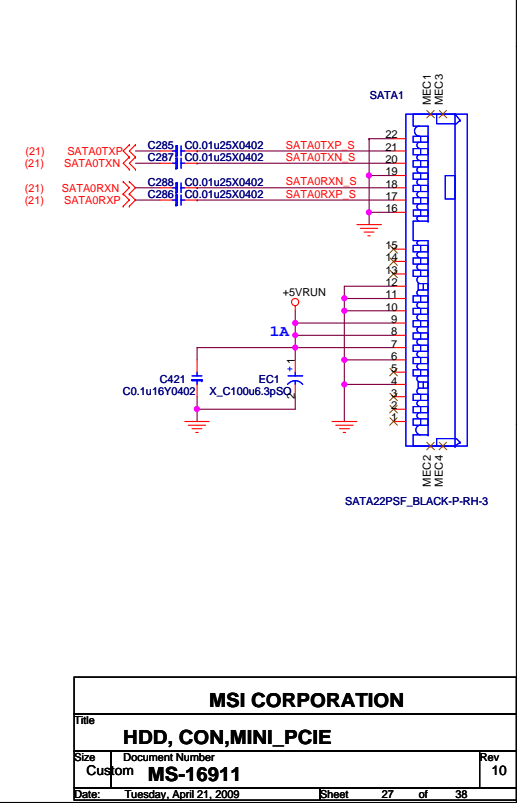 SATA1
MEC1
MEC3
22
(21) SATA0TXP C285 C0.01u25X0402 SATA0TXP_S 21
(21) SATA0TXN C287 C0.01u25X0402 SATA0TXN_S 20
19
(21) SATA0RXN C288 C0.01u25X0402 SATA0RXN_S 18
(21) SATA0RXP C286 C0.01u25X0402 SATA0RXP_S 17
16
15
14
13
12
+5VRUN 11
10
9
1A 8
7
6
C421 EC1 + 1 5
C0.1u16Y0402 X_C100u6.3pSO 2 4
3
2
1
MEC2
MEC4
SATA22PSF_BLACK-P-RH-3
MSI CORPORATION
Title
HDD, CON,MINI_PCIE
Size Document Number Rev
Custom MS-16911 10
Date: Tuesday, April 21, 2009 Sheet 27 of 38